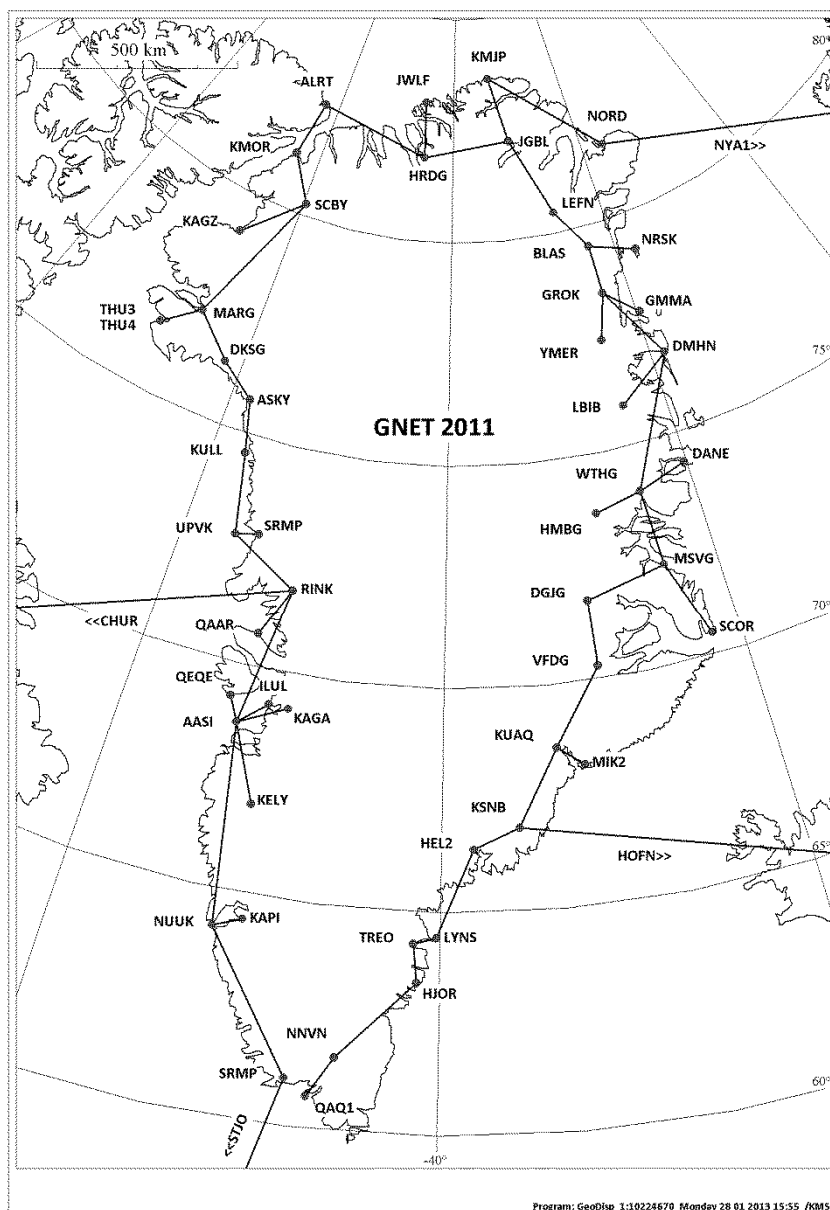 80°
500 km
KMJP
<ALRT
JWLF
NORD
KMOR
JGBL
NYA1>>
HRDG
SCBY
LEFN
KAGZ
BLAS
NRSK
GROK
GMMA
THU3
THU4
MARG
YMER
DMHN
75°
DKSG
ASKY
LBIB
GNET 2011
KULL
DANE
WTHG
UPVK
SRMP
HMBG
MSVG
RINK
DGJG
70°
<<CHUR
QAAR
SCOR
VFDG
QEQE
ILUL
AASI
KAGA
KUAQ
MIK2
KELY
KSNB
HEL2
65°
HOFN>>
NUUK
KAPI
TREO
LYNS
HJOR
NNVN
SRMP
60°
QAQ1
<<STJO
-40°
Program: GeoDisp 1:10224670 Monday 28 01 2013 15:55 /KMS